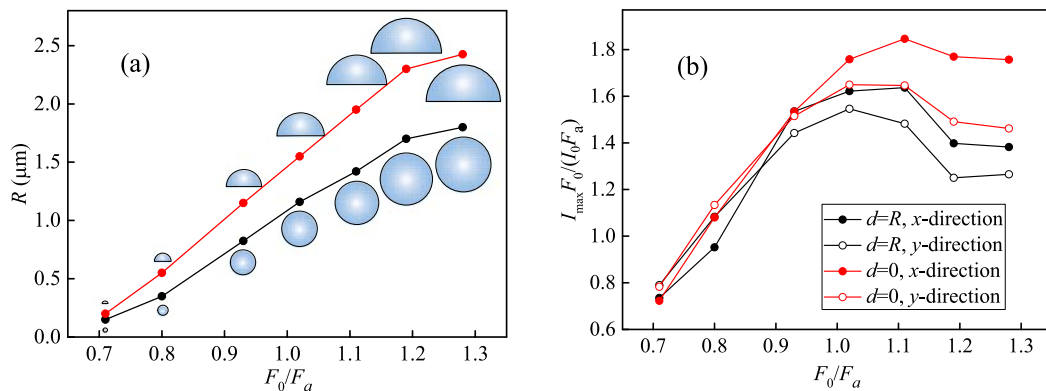 (a)
2.5
2.0
1.5
1.0
0.5
0.0
R (μm)
0.7 0.8 0.9 1.0 1.1 1.2 1.3
F0/Fa
(b)
1.8
1.6
1.4
1.2
1.0
0.8
0.6
ImaxF0/(I0Fa)
d=R, x-direction
d=R, y-direction
d=0, x-direction
d=0, y-direction
0.7 0.8 0.9 1.0 1.1 1.2 1.3
F0/Fa